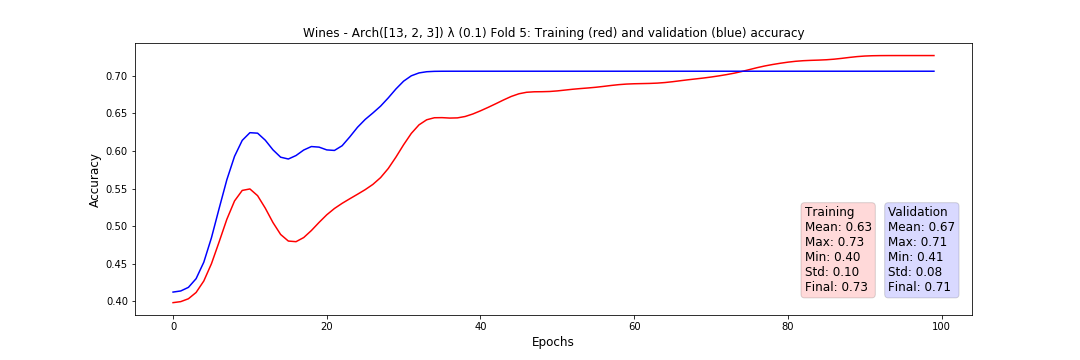 Wines - Arch([13, 2, 3]) λ (0.1) Fold 5: Training (red) and validation (blue) accuracy
Accuracy
0.70
0.65
0.60
0.55
0.50
0.45
0.40
Training
Mean: 0.63
Max: 0.73
Min: 0.40
Std: 0.10
Final: 0.73
Validation
Mean: 0.67
Max: 0.71
Min: 0.41
Std: 0.08
Final: 0.71
0 20 40 60 80 100
Epochs